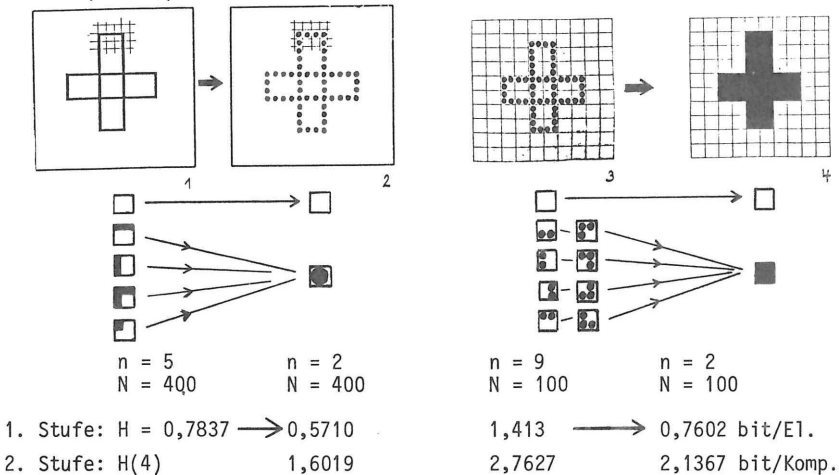 1 2 3 4
n = 5 n = 2 n = 9 n = 2
N = 400 N = 400 N = 100 N = 100
1. Stufe: H = 0,7837 → 0,5710 1,413 → 0,7602 bit/El.
2. Stufe: H(4) 1,6019 2,7627 2,1367 bit/Komp.